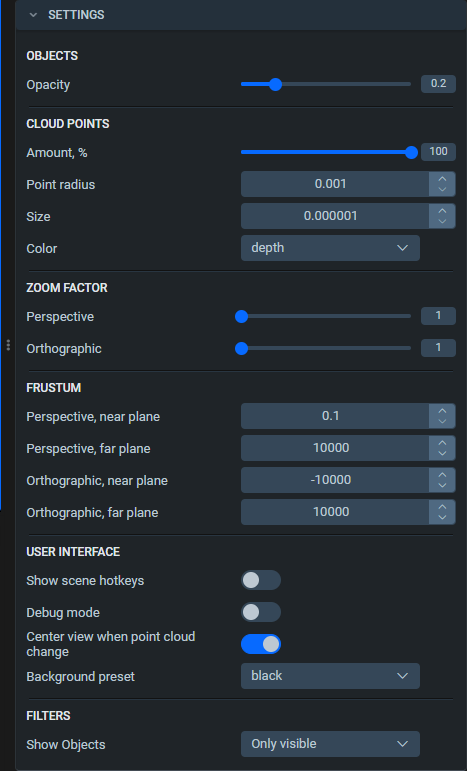 SETTINGS
OBJECTS
Opacity 0.2
CLOUD POINTS
Amount, % 100
Point radius 0.001
Size 0.000001
Color depth
ZOOM FACTOR
Perspective 1
Orthographic 1
FRUSTUM
Perspective, near plane 0.1
Perspective, far plane 10000
Orthographic, near plane -10000
Orthographic, far plane 10000
USER INTERFACE
Show scene hotkeys
Debug mode
Center view when point cloud
change
Background preset black
FILTERS
Show Objects Only visible